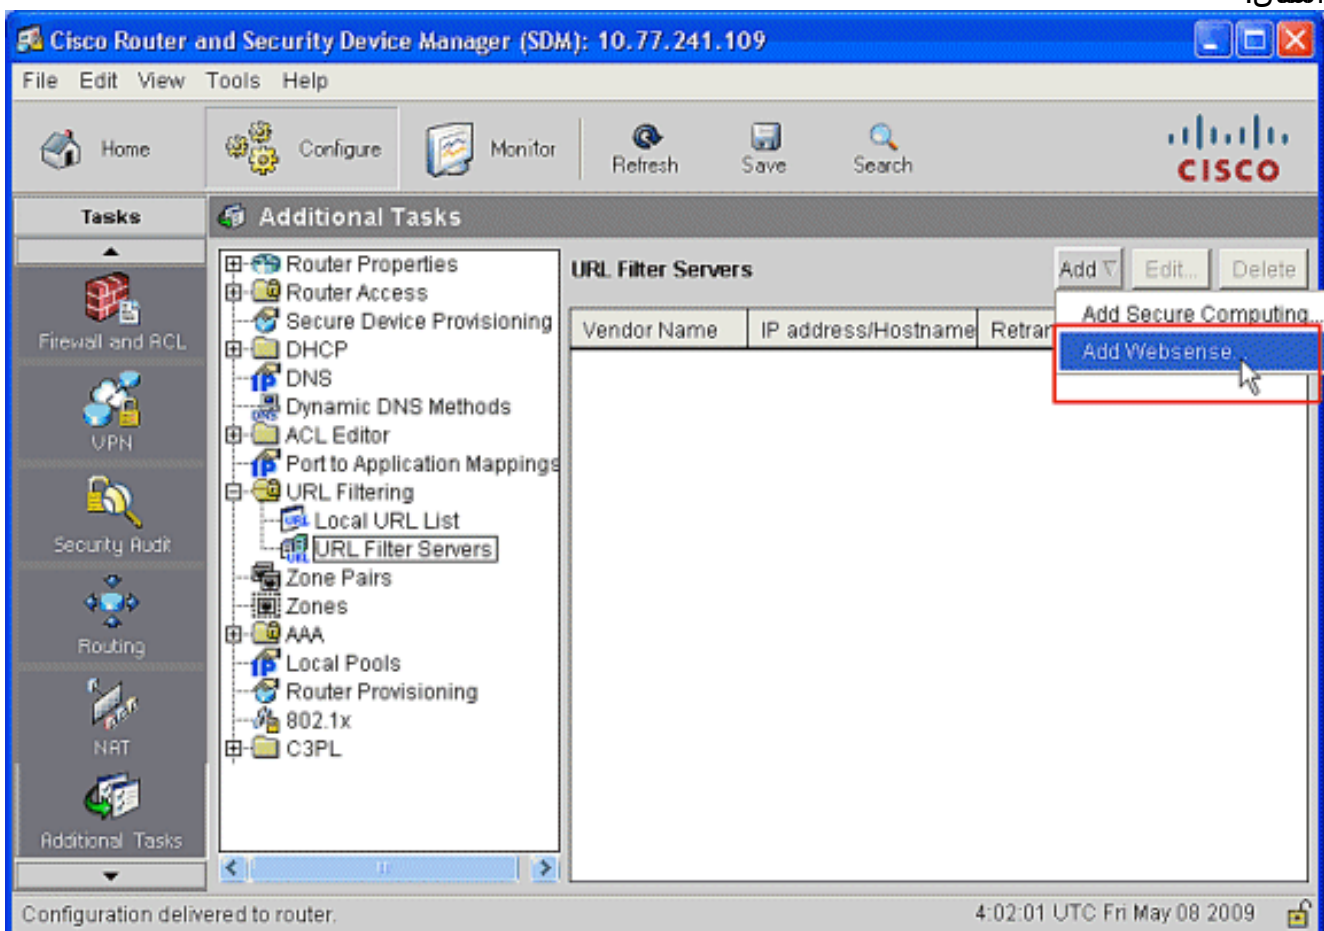 Cisco Router and Security Device Manager (SDM): 10.77.241.109
File Edit View Tools Help
Home Configure Monitor Refresh Save Search
CISCO
Tasks
Additional Tasks
Firewall and ACL
VPN
Security Audit
Routing
NAT
Additional Tasks
Router Properties
Router Access
Secure Device Provisioning
DHCP
DNS
Dynamic DNS Methods
ACL Editor
Port to Application Mappings
URL Filtering
Local URL List
URL Filter Servers
Zone Pairs
Zones
AAA
Local Pools
Router Provisioning
802.1x
C3PL
URL Filter Servers
Add Edit... Delete
Vendor Name IP address/Hostname Retran
Add Secure Computing...
Add Websense...
Configuration delivered to router.
4:02:01 UTC Fri May 08 2009